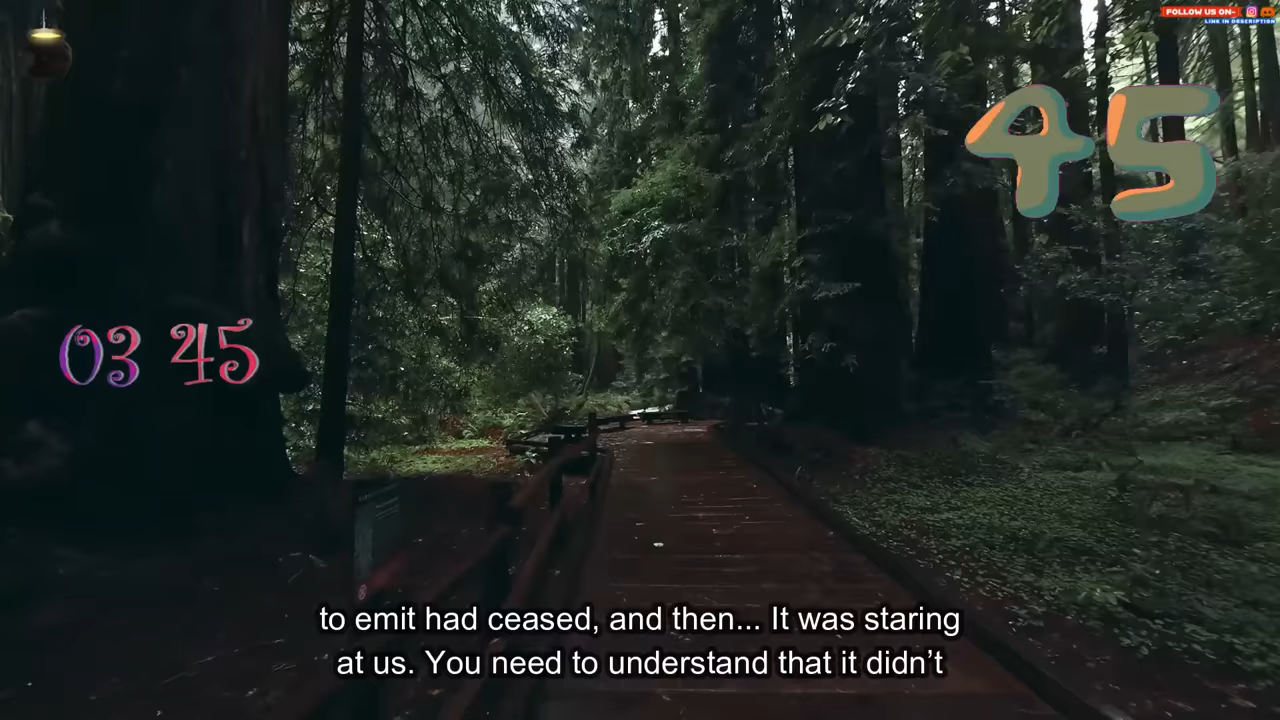 FOLLOW US ON-
LINK IN DESCRIPTION
45
03 45
to emit had ceased, and then... It was staring
at us. You need to understand that it didn’t